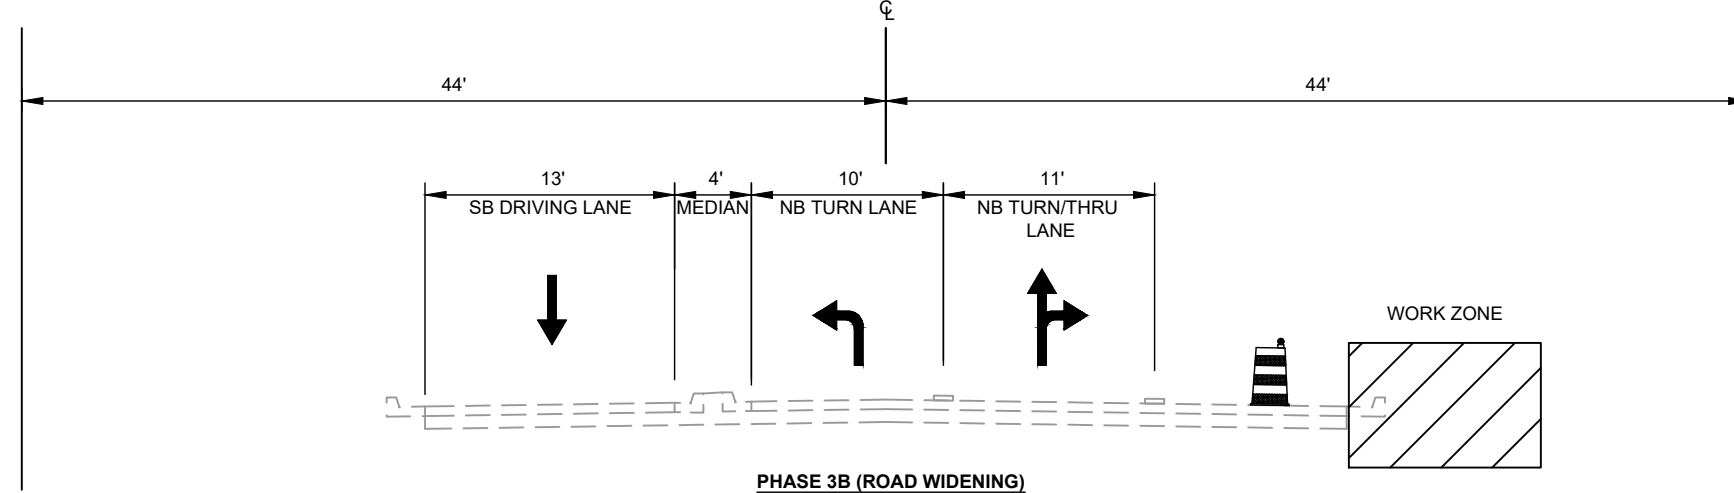 ℄
44' 44'
13' 4' 10' 11'
SB DRIVING LANE MEDIAN NB TURN LANE NB TURN/THRU
LANE
WORK ZONE
PHASE 3B (ROAD WIDENING)